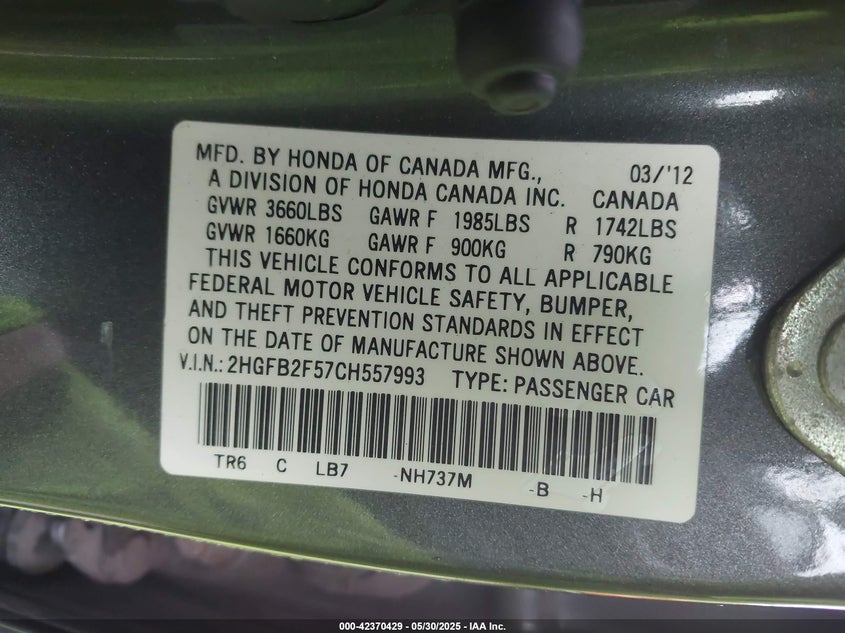 MFD. BY HONDA OF CANADA MFG., 03/'12
A DIVISION OF HONDA CANADA INC. CANADA
GVWR 3660LBS GAWR F 1985LBS R 1742LBS
GVWR 1660KG GAWR F 900KG R 790KG
THIS VEHICLE CONFORMS TO ALL APPLICABLE
FEDERAL MOTOR VEHICLE SAFETY, BUMPER,
AND THEFT PREVENTION STANDARDS IN EFFECT
ON THE DATE OF MANUFACTURE SHOWN ABOVE.
V.I.N.: 2HGFB2F57CH557993 TYPE: PASSENGER CAR
TR6 C LB7 -NH737M -B -H
000-42370429 - 05/30/2025 - IAA Inc.